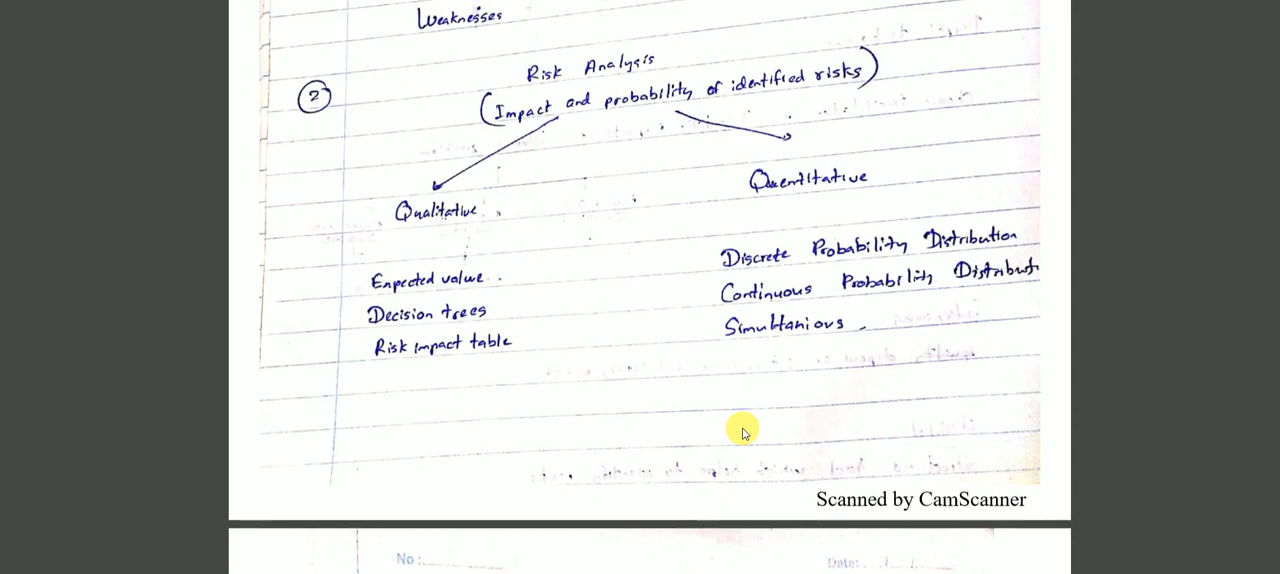 Weaknesses
2
Risk Analysis
(Impact and probability of identified risks)
Qualitative
Quantitative
Expected value
Decision trees
Risk impact table
Discrete Probability Distribution
Continuous Probability Distributi
Simultanious
Scanned by CamScanner
No:
Date: